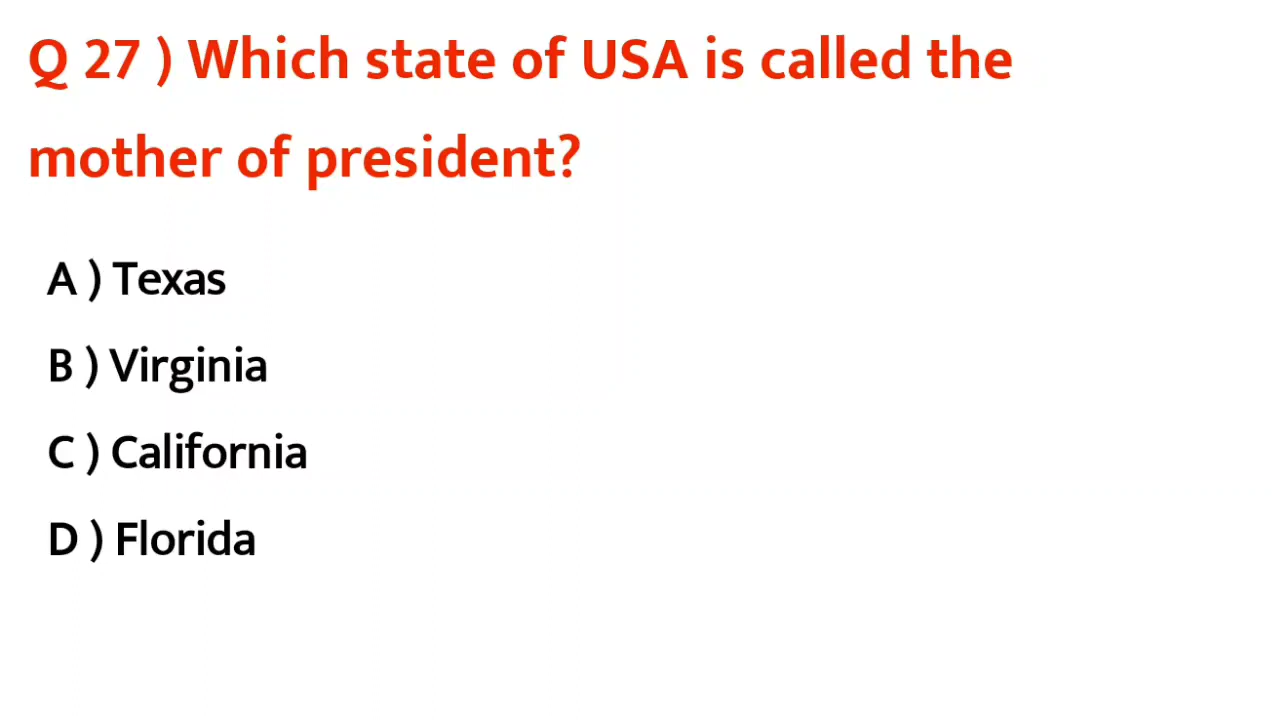 Q 27 ) Which state of USA is called the
mother of president?
A ) Texas
B ) Virginia
C ) California
D ) Florida